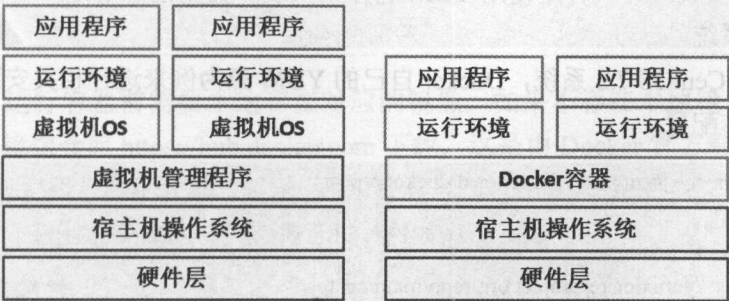 应用程序 应用程序
运行环境 运行环境
虚拟机OS 虚拟机OS
虚拟机管理程序
宿主机操作系统
硬件层
应用程序 应用程序
运行环境 运行环境
Docker容器
宿主机操作系统
硬件层